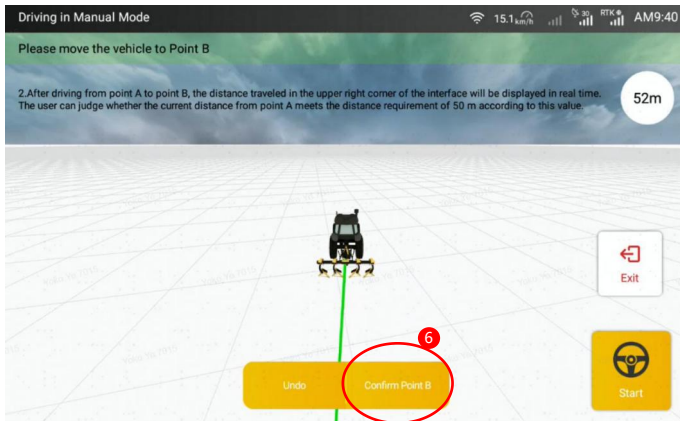 Driving in Manual Mode
15.1km/h
30
RTK
AM9:40
Please move the vehicle to Point B
2.After driving from point A to point B, the distance traveled in the upper right corner of the interface will be displayed in real time.
The user can judge whether the current distance from point A meets the distance requirement of 50 m according to this value.
52m
Exit
6
Undo
Confirm Point B
Start